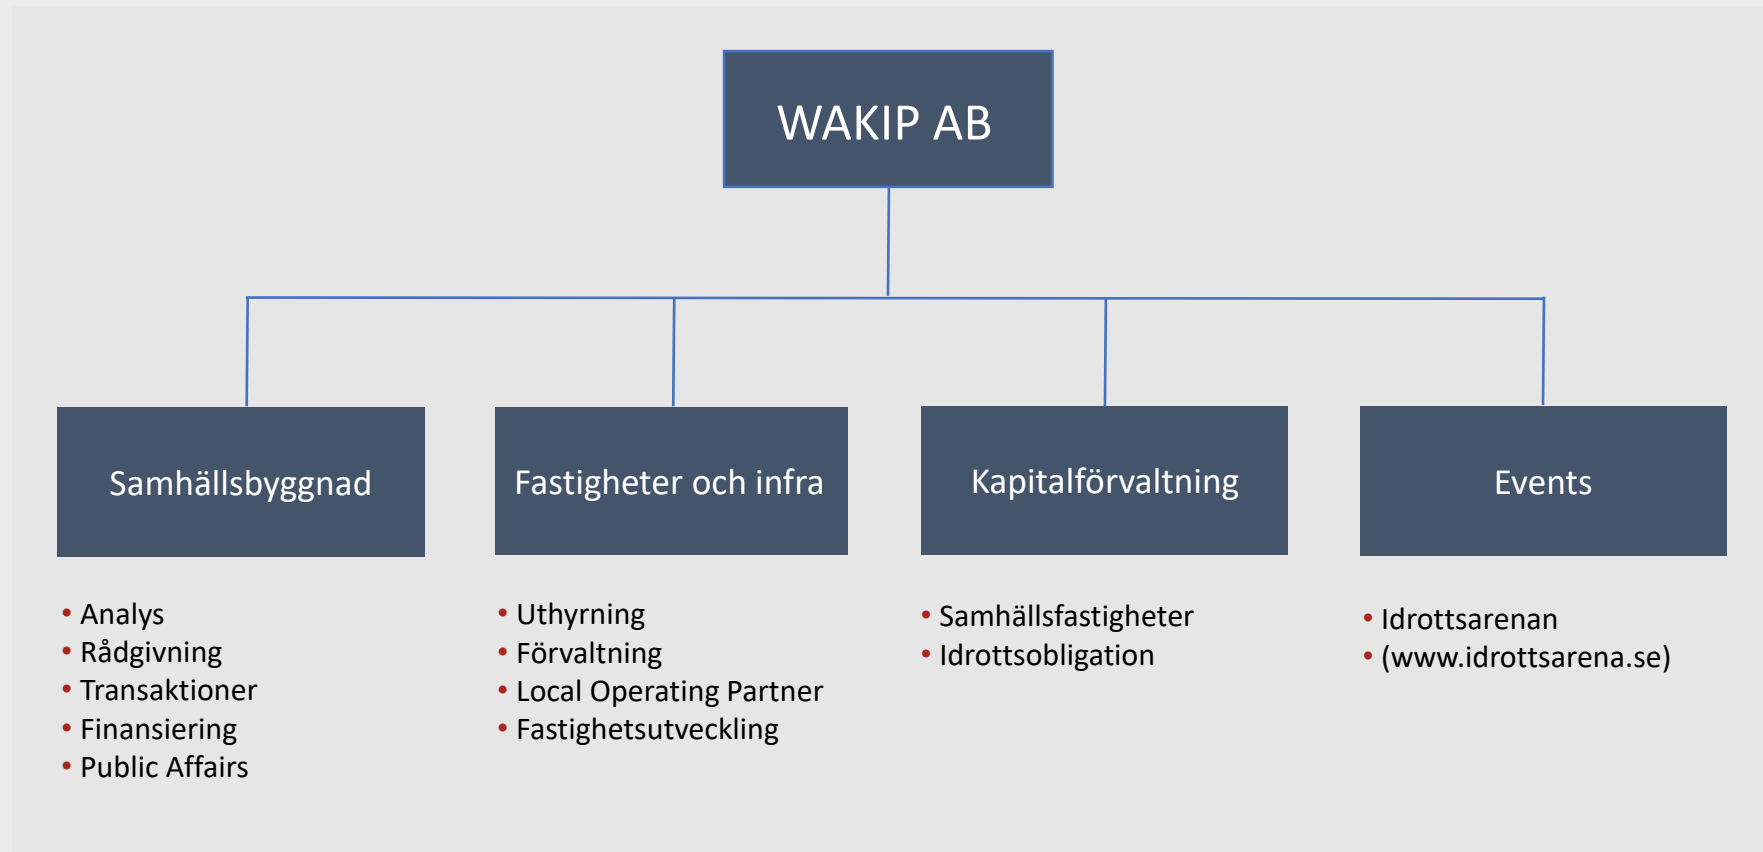 WAKIP AB
Samhällsbyggnad
• Analys
• Rådgivning
• Transaktioner
• Finansiering
• Public Affairs
Fastigheter och infra
• Uthyrning
• Förvaltning
• Local Operating Partner
• Fastighetsutveckling
Kapitalförvaltning
• Samhällsfastigheter
• Idrottsobligation
Events
• Idrottsarenan
• (www.idrottsarena.se)